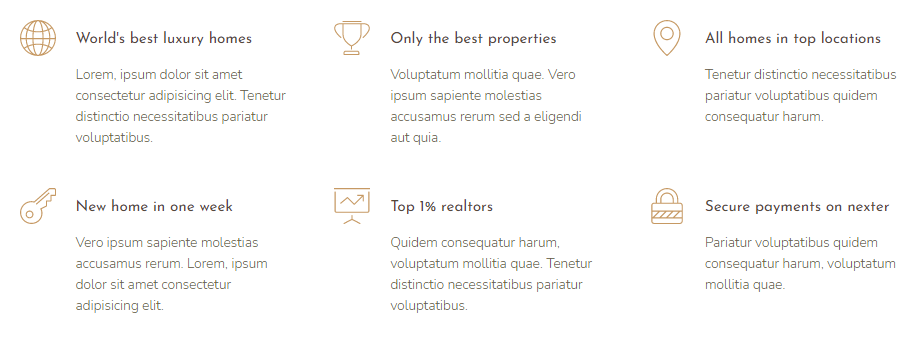 World's best luxury homes
Lorem, ipsum dolor sit amet
consectetur adipisicing elit. Tenetur
distinctio necessitatibus pariatur
voluptatibus.
Only the best properties
Voluptatum mollitia quae. Vero
ipsum sapiente molestias
accusamus rerum sed a eligendi
aut quia.
All homes in top locations
Tenetur distinctio necessitatibus
pariatur voluptatibus quidem
consequatur harum.
New home in one week
Vero ipsum sapiente molestias
accusamus rerum. Lorem, ipsum
dolor sit amet consectetur
adipisicing elit.
Top 1% realtors
Quidem consequatur harum,
voluptatum mollitia quae. Tenetur
distinctio necessitatibus pariatur
voluptatibus.
Secure payments on nexter
Pariatur voluptatibus quidem
consequatur harum, voluptatum
mollitia quae.